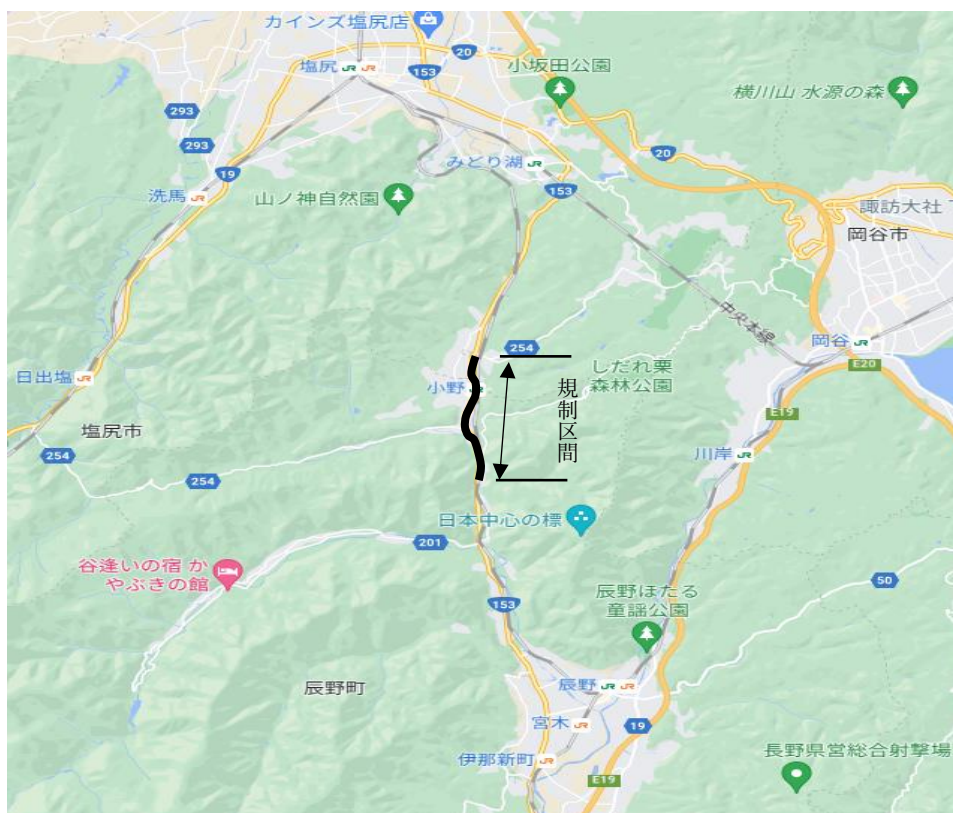 カインズ塩尻店
20
塩尻
153
小坂田公園
横川山 水源の森
293
293
みどり湖
20
19
153
洗馬
山ノ神自然園
諏訪大社
岡谷市
中央本線
254
岡谷
E20
しだれ栗
森林公園
日出塩
小野
規制区間
E19
塩尻市
川岸
254
254
日本中心の標
201
谷逢いの宿 か
やぶきの館
50
153
辰野ほたる
童謡公園
辰野町
辰野
宮木
19
伊那新町
長野県営総合射撃場
E19